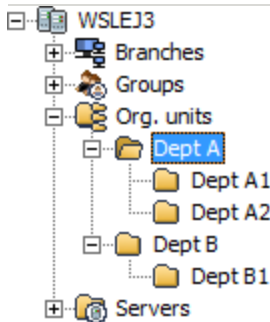 WSLEJ3
Branches
Groups
Org. units
Dept A
Dept A1
Dept A2
Dept B
Dept B1
Servers